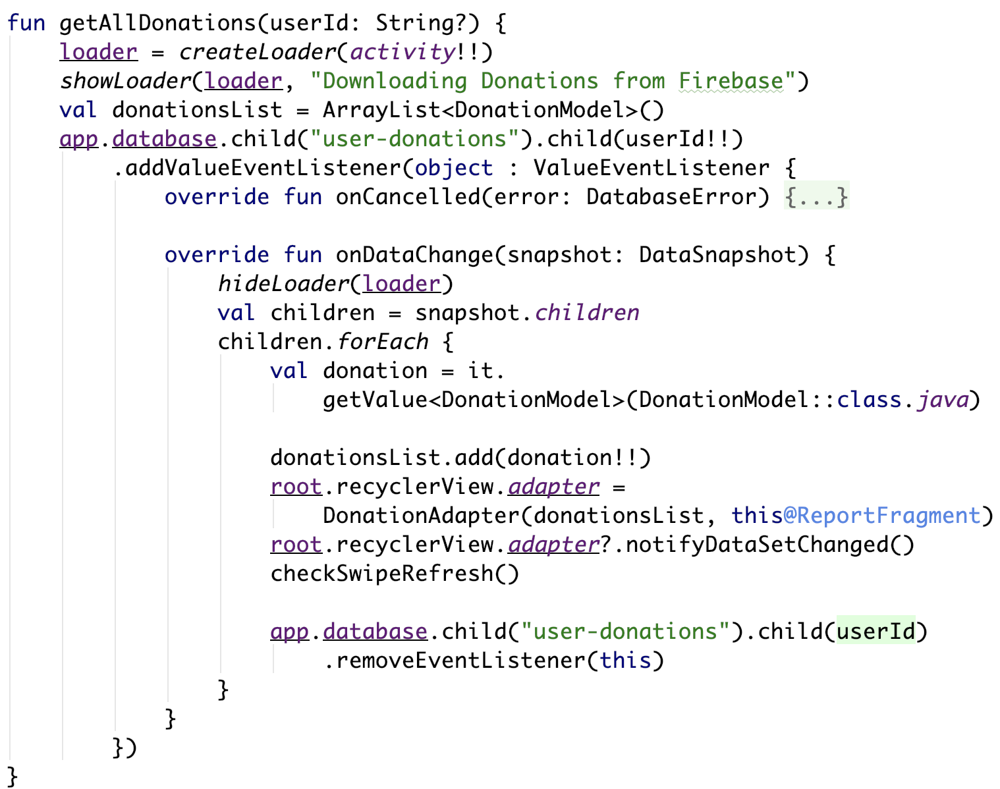 fun getAllDonations(userId: String?) {
    loader = createLoader(activity!!)
    showLoader(loader, "Downloading Donations from Firebase")
    val donationsList = ArrayList<DonationModel>()
    app.database.child("user-donations").child(userId!!)
        .addValueEventListener(object : ValueEventListener {
            override fun onCancelled(error: DatabaseError) {...}

            override fun onDataChange(snapshot: DataSnapshot) {
                hideLoader(loader)
                val children = snapshot.children
                children.forEach {
                    val donation = it.
                        getValue<DonationModel>(DonationModel::class.java)

                    donationsList.add(donation!!)
                    root.recyclerView.adapter =
                        DonationAdapter(donationsList, this@ReportFragment)
                    root.recyclerView.adapter?.notifyDataSetChanged()
                    checkSwipeRefresh()

                    app.database.child("user-donations").child(userId)
                        .removeEventListener(this)
                }
            }
        })
}